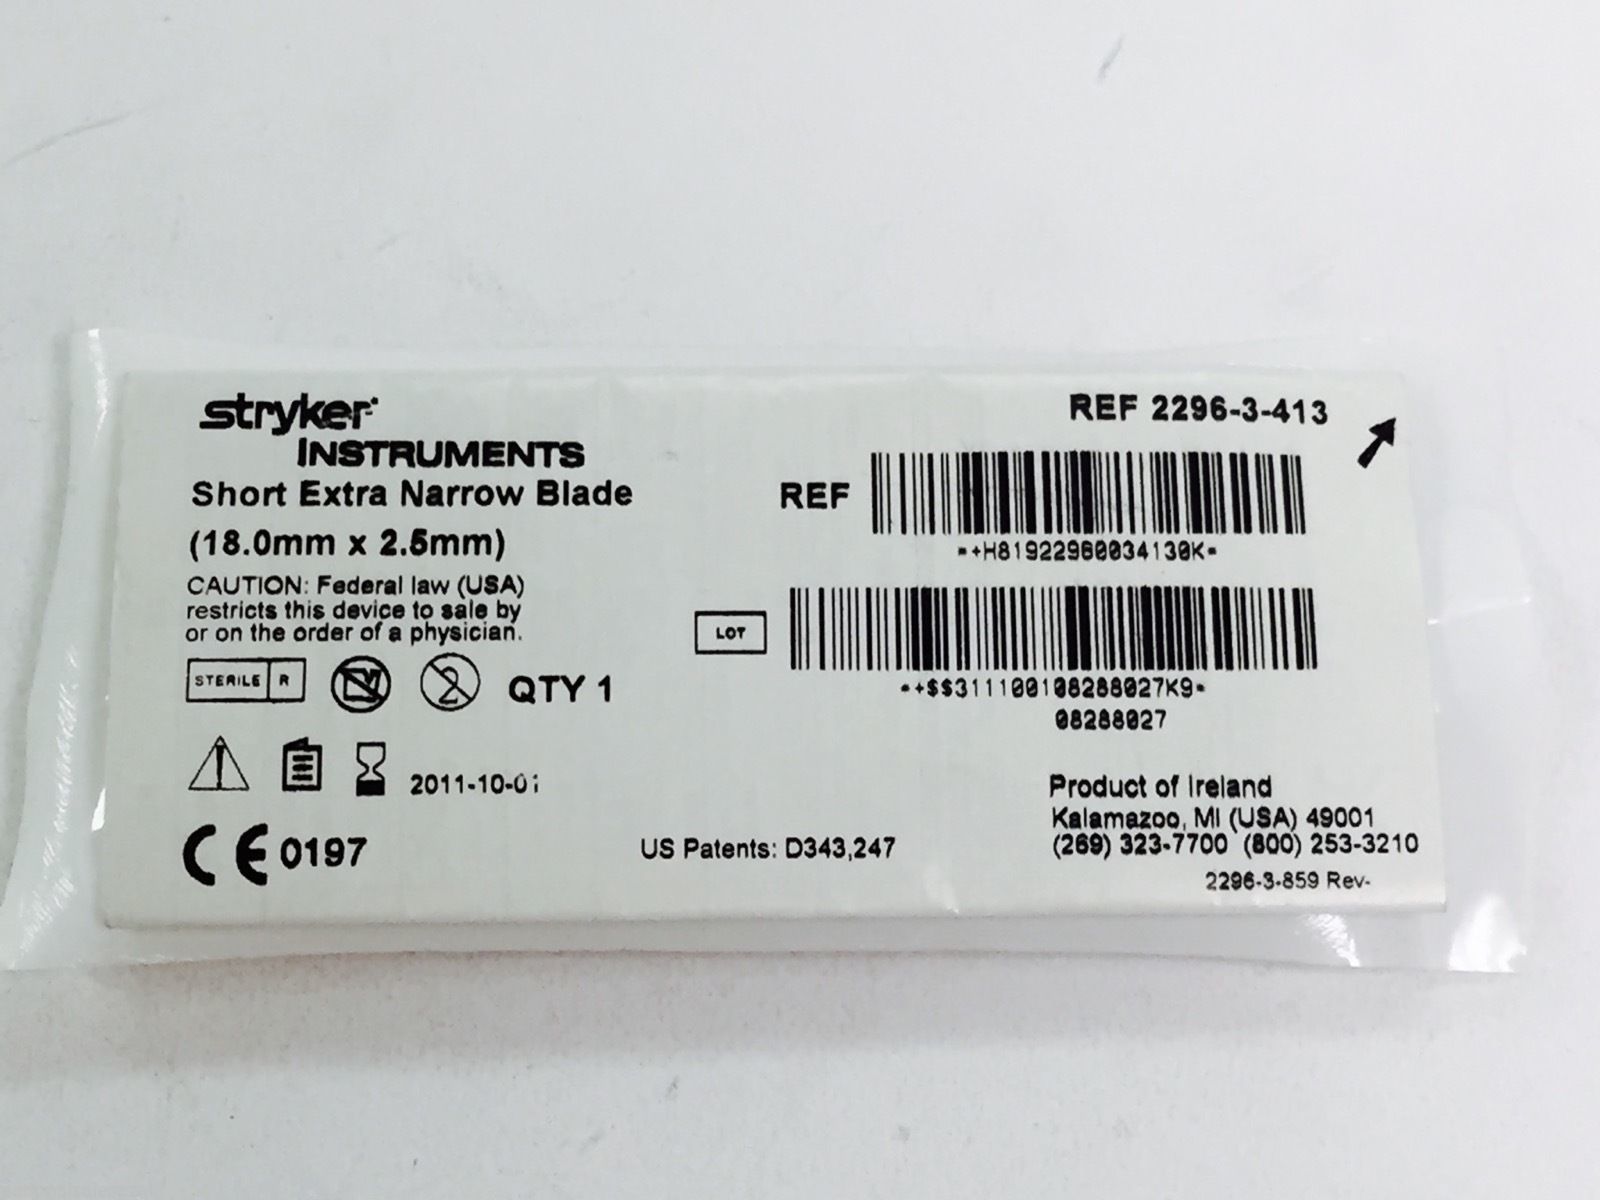 stryker
INSTRUMENTS
Short Extra Narrow Blade
(18.0mm x 2.5mm)
CAUTION: Federal law (USA)
restricts this device to sale by
or on the order of a physician.
STERILE R
2
QTY 1
2011-10-01
CE 0197
US Patents: D343,247
REF 2296-3-413
REF
*+H819229600034130K*
LOT
*+$$311100108288027K9*
08288027
Product of Ireland
Kalamazoo, MI (USA) 49001
(269) 323-7700 (800) 253-3210
2296-3-859 Rev-